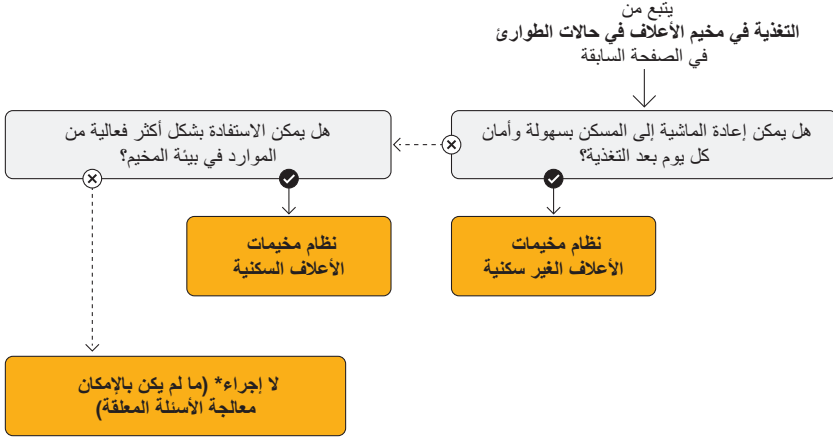 يتبع من
التغذية في مخيم الأعلاف في حالات الطوارئ
في الصفحة السابقة
هل يمكن إعادة الماشية إلى المسكن بسهولة وأمان
كل يوم بعد التغذية؟
هل يمكن الاستفادة بشكل أكثر فعالية من
الموارد في بيئة المخيم؟
نظام مخيمات
الأعلاف الغير سكنية
نظام مخيمات
الأعلاف السكنية
لا إجراء* (ما لم يكن بالإمكان
معالجة الأسئلة المعلقة)